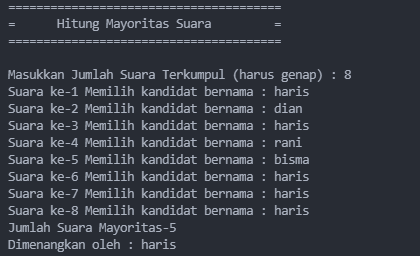 =======================================
=      Hitung Mayoritas Suara         =
=======================================
Masukkan Jumlah Suara Terkumpul (harus genap) : 8
Suara ke-1 Memilih kandidat bernama : haris
Suara ke-2 Memilih kandidat bernama : dian
Suara ke-3 Memilih kandidat bernama : haris
Suara ke-4 Memilih kandidat bernama : rani
Suara ke-5 Memilih kandidat bernama : bisma
Suara ke-6 Memilih kandidat bernama : haris
Suara ke-7 Memilih kandidat bernama : haris
Suara ke-8 Memilih kandidat bernama : haris
Jumlah Suara Mayoritas-5
Dimenangkan oleh : haris